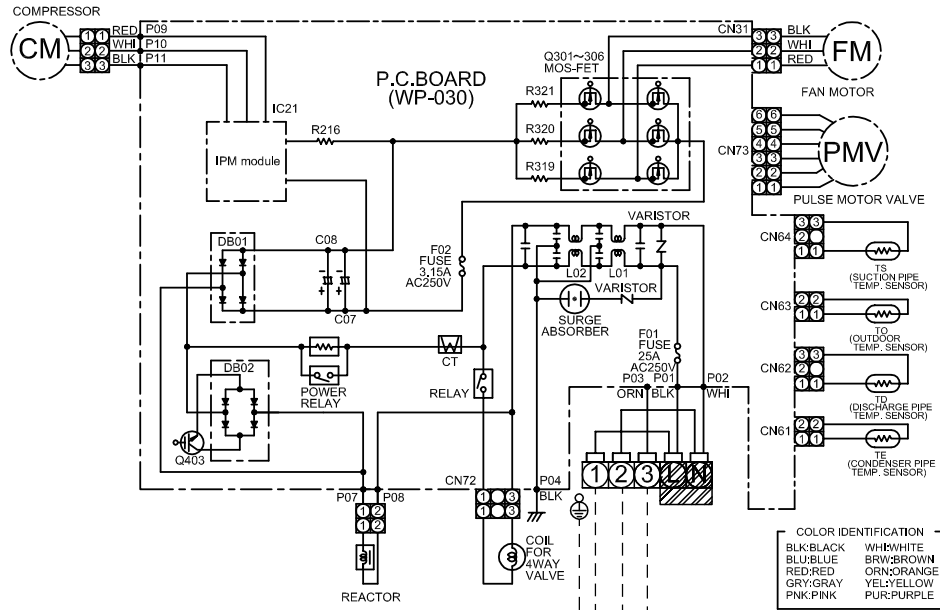 COMPRESSOR
CM
1 1 RED P09
2 2 WHI P10
3 3 BLK P11
P.C.BOARD
(WP-030)
IC21
IPM module
R216
Q301~306
MOS-FET
R321
R320
R319
CN31
3 3 BLK
2 2 WHI
1 1 RED
FM
FAN MOTOR
CN73
6 6
5 5
4 4
3 3
2 2
1 1
PMV
PULSE MOTOR VALVE
CN64
3 3
2
1 1
TS
(SUCTION PIPE
TEMP. SENSOR)
CN63
2 2
1 1
TO
(OUTDOOR
TEMP. SENSOR)
CN62
3 3
2
1 1
TD
(DISCHARGE PIPE
TEMP. SENSOR)
CN61
2 2
1 1
TE
(CONDENSER PIPE
TEMP. SENSOR)
DB01
C08
+ +
C07
F02
FUSE
3.15A
AC250V
VARISTOR
L02 L01
VARISTOR
SURGE
ABSORBER
F01
FUSE
25A
AC250V
P03 P01 P02
ORN BLK WHI
DB02
POWER
RELAY
CT
RELAY
Q403
P07 P08
1 2
1 2
REACTOR
CN72
1 3
1 3
P04
BLK
COIL
FOR
4WAY
VALVE
1 2 3 L N
COLOR IDENTIFICATION
BLK:BLACK WHI:WHITE
BLU:BLUE BRW:BROWN
RED:RED ORN:ORANGE
GRY:GRAY YEL:YELLOW
PNK:PINK PUR:PURPLE